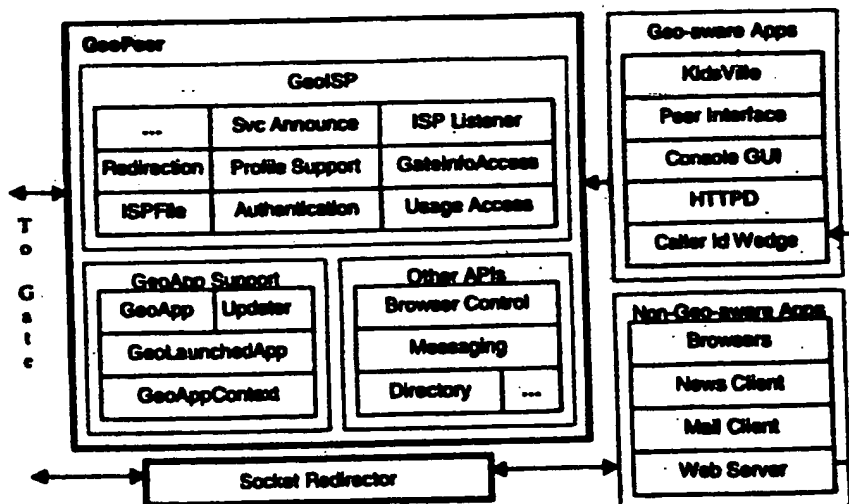 GeoPeer
GeoISP
... Svc Announce ISP Listener
Redirection Profile Support GateInfoAccess
ISPFile Authentication Usage Access
To Gate
GeoApp Support
GeoApp Updater
GeoLaunchedApp
GeoAppContext
Other APIs
Browser Control
Messaging
Directory ...
Socket Redirector
Geo-aware Apps
KidsVille
Peer Interface
Console GUI
HTTPD
Caller Id Wedge
Non-Geo-aware Apps
Browsers
News Client
Mail Client
Web Server